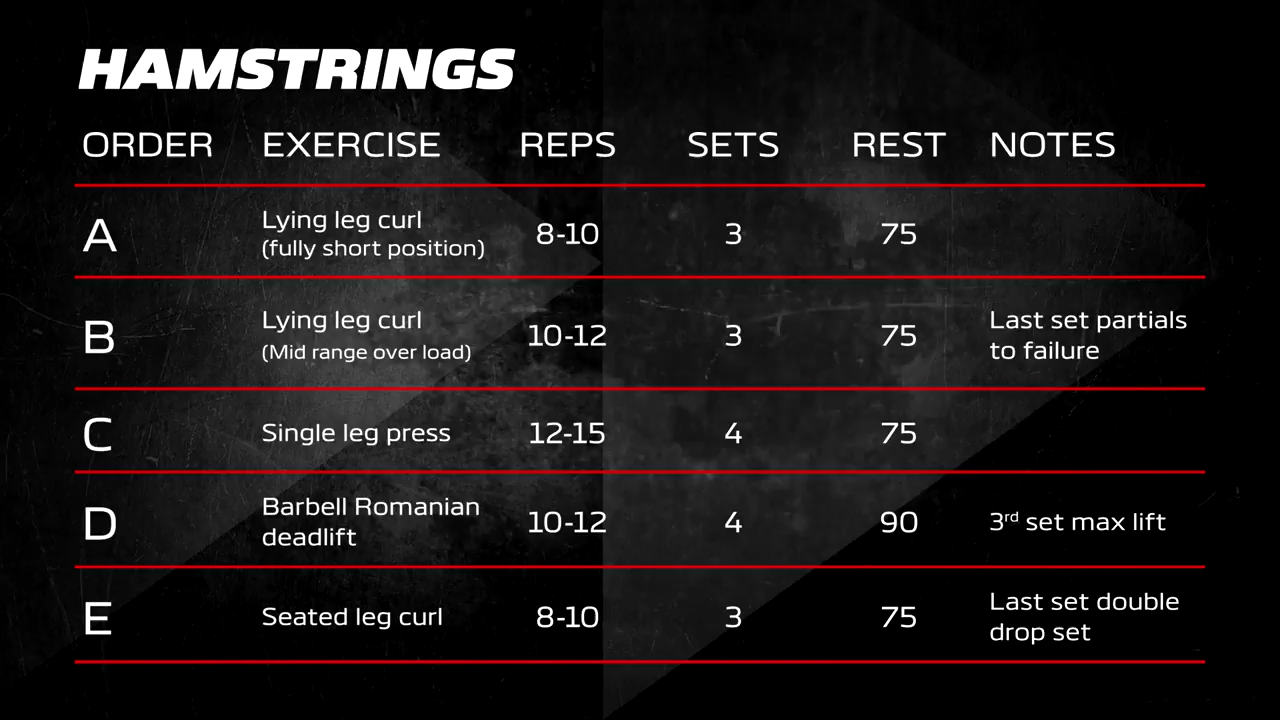 HAMSTRINGS
ORDER EXERCISE REPS SETS REST NOTES
A Lying leg curl (fully short position) 8-10 3 75
B Lying leg curl (Mid range over load) 10-12 3 75 Last set partials to failure
C Single leg press 12-15 4 75
D Barbell Romanian deadlift 10-12 4 90 3rd set max lift
E Seated leg curl 8-10 3 75 Last set double drop set